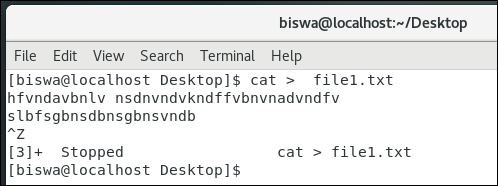 biswa@localhost:~/Desktop
File Edit View Search Terminal Help
[biswa@localhost Desktop]$ cat >  file1.txt
hfvndavbnlv nsdnvndvkndffvbnvnadvndfv
slbfsgbnsdbnsgbnsvndb
^Z
[3]+  Stopped                 cat > file1.txt
[biswa@localhost Desktop]$